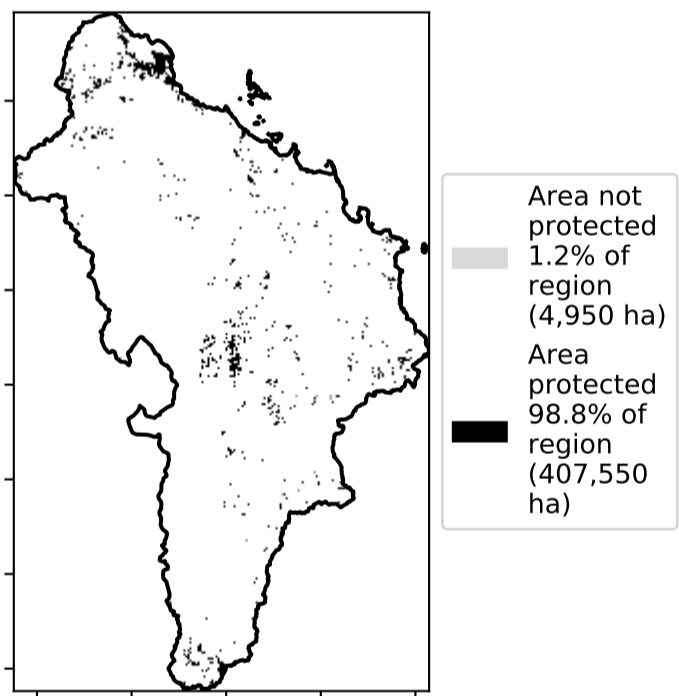 Area not
protected
1.2% of
region
(4,950 ha)
Area
protected
98.8% of
region
(407,550
ha)